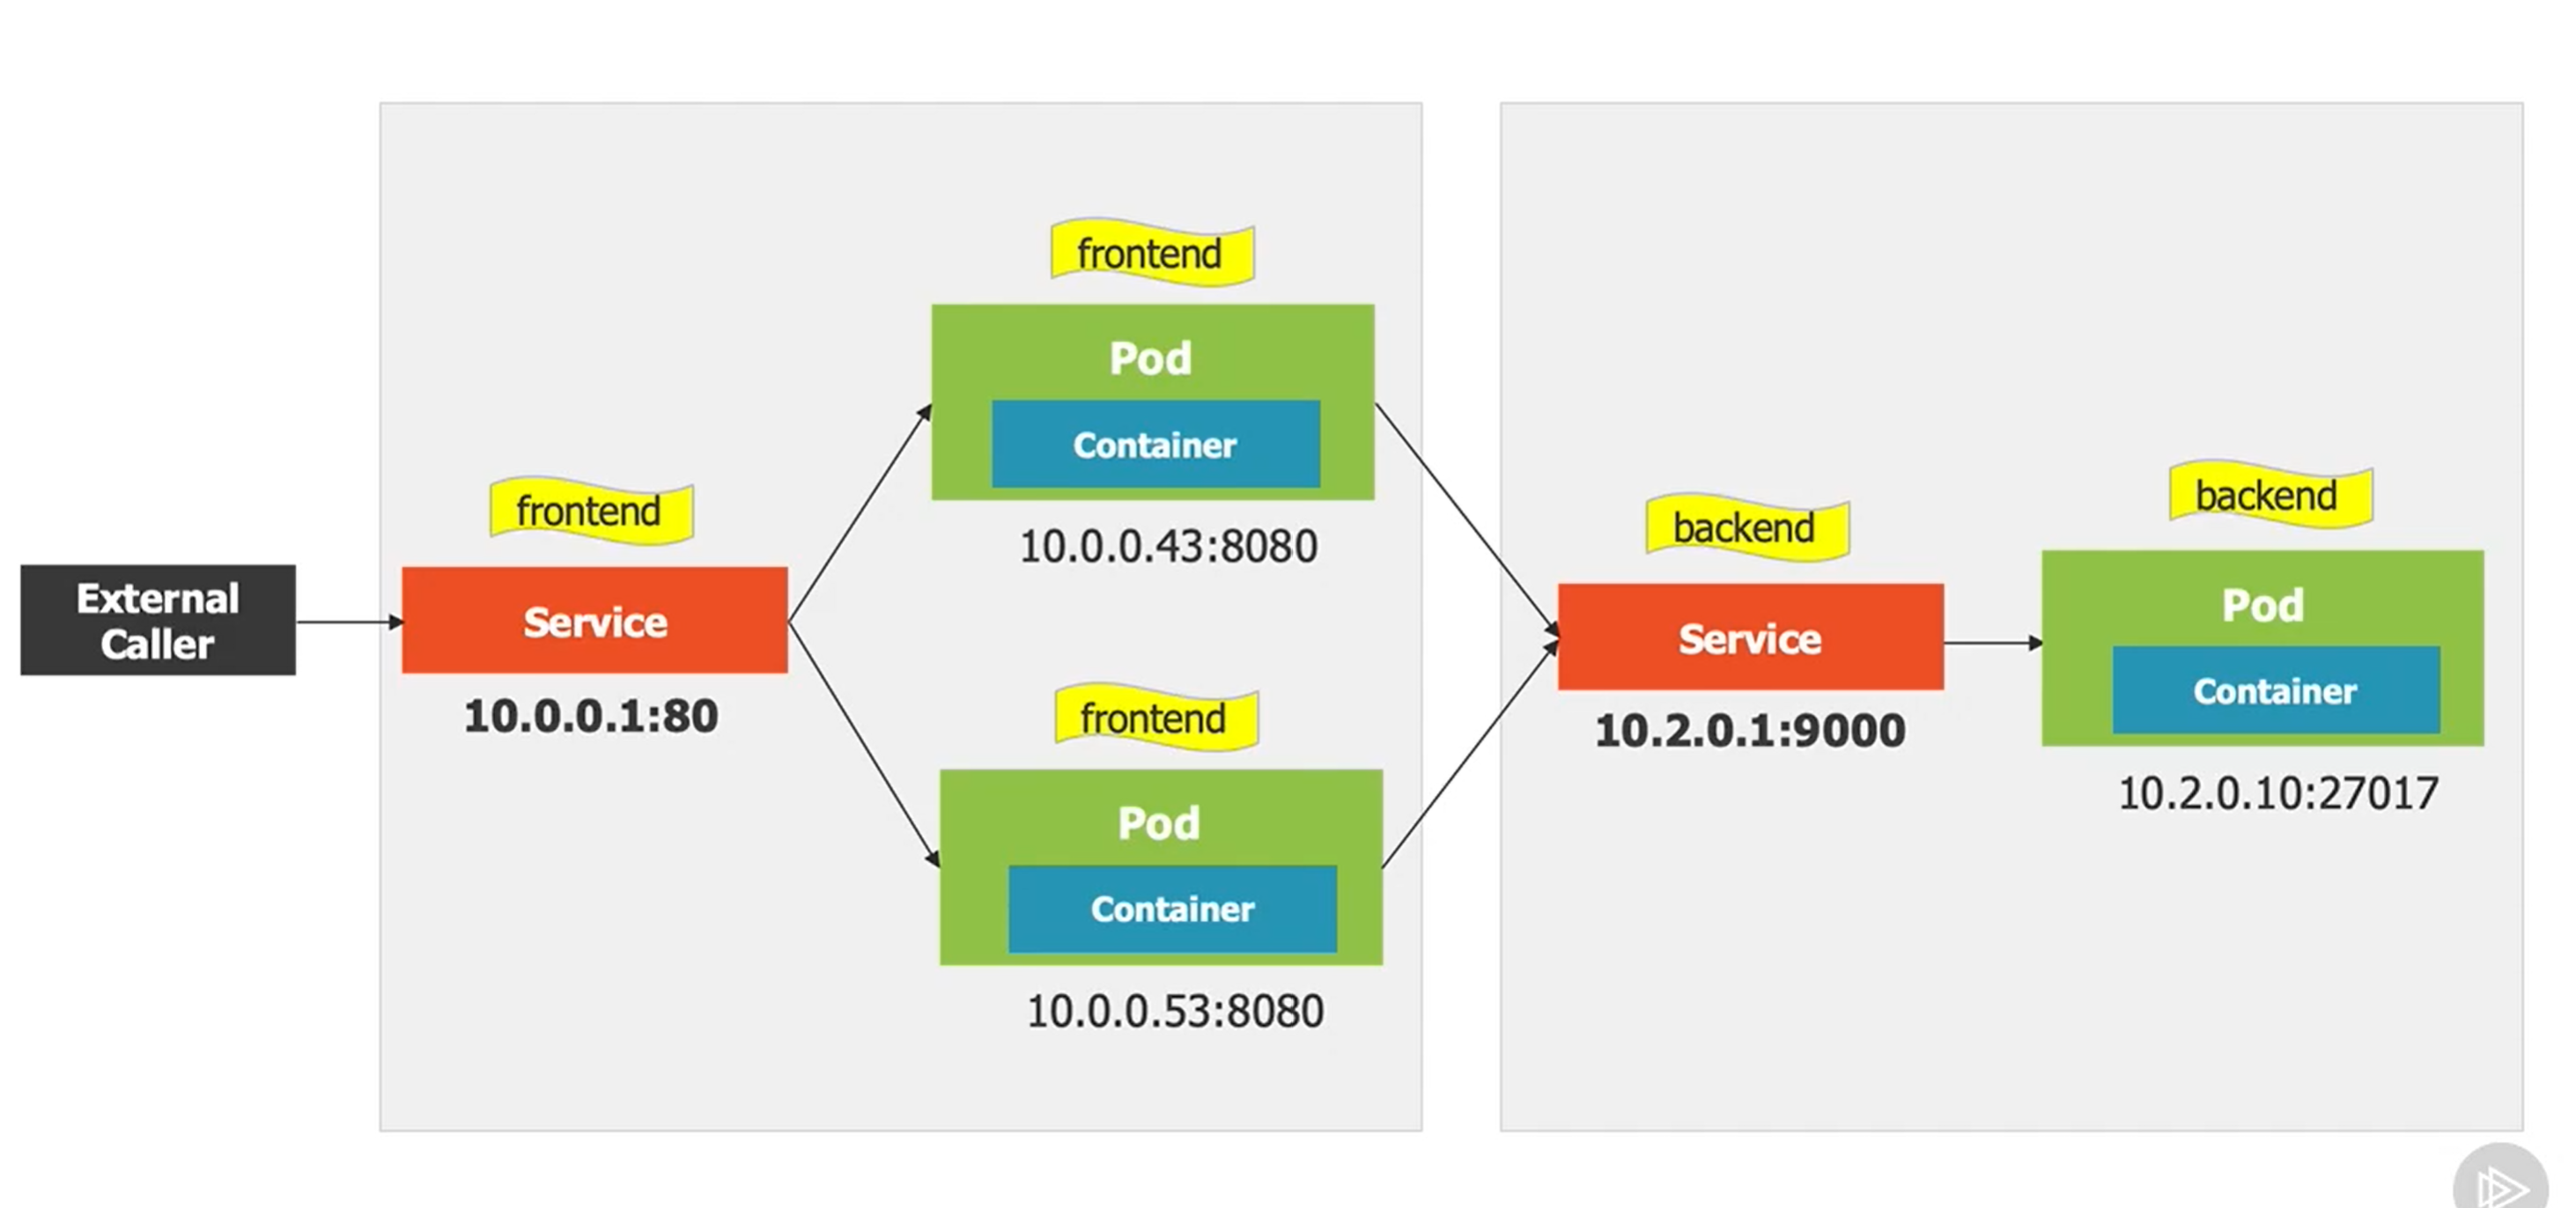 External
Caller
frontend
Service
10.0.0.1:80
frontend
Pod
Container
10.0.0.43:8080
frontend
Pod
Container
10.0.0.53:8080
backend
Service
10.2.0.1:9000
backend
Pod
Container
10.2.0.10:27017